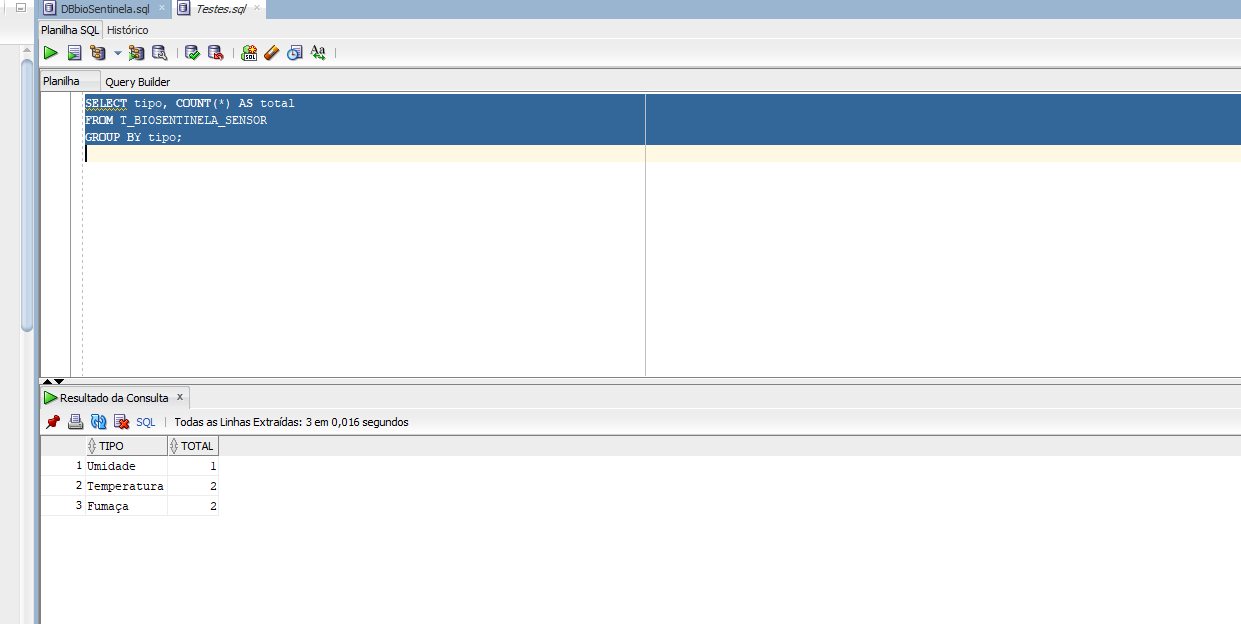 DBbioSentinela.sql Testes.sql
Planilha SQL Histórico
SQL Aa
Planilha Query Builder
SELECT tipo, COUNT(*) AS total
FROM T_BIOSENTINELA_SENSOR
GROUP BY tipo;
Resultado da Consulta x
SQL | Todas as Linhas Extraídas: 3 em 0,016 segundos
TIPO TOTAL
1 Umidade 1
2 Temperatura 2
3 Fumaça 2